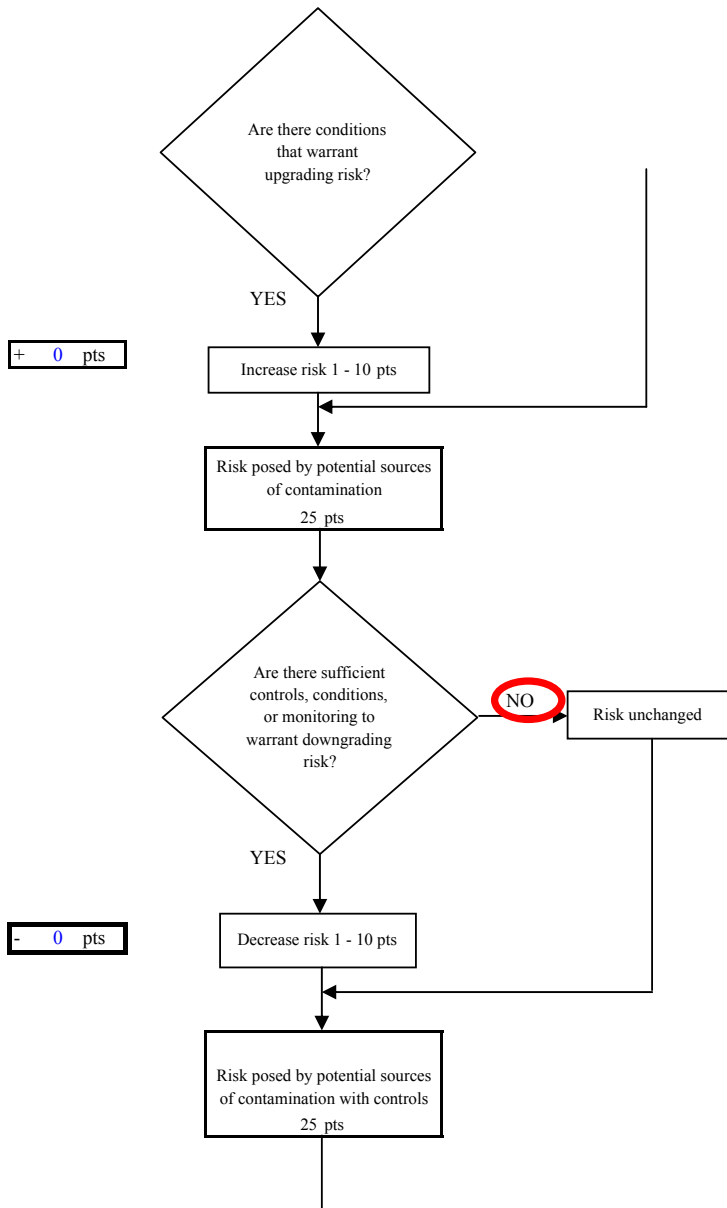 Are there conditions
that warrant
upgrading risk?
YES
+ 0 pts
Increase risk 1 - 10 pts
Risk posed by potential sources
of contamination
25 pts
Are there sufficient
controls, conditions,
or monitoring to
warrant downgrading
risk?
NO
Risk unchanged
YES
- 0 pts
Decrease risk 1 - 10 pts
Risk posed by potential sources
of contamination with controls
25 pts